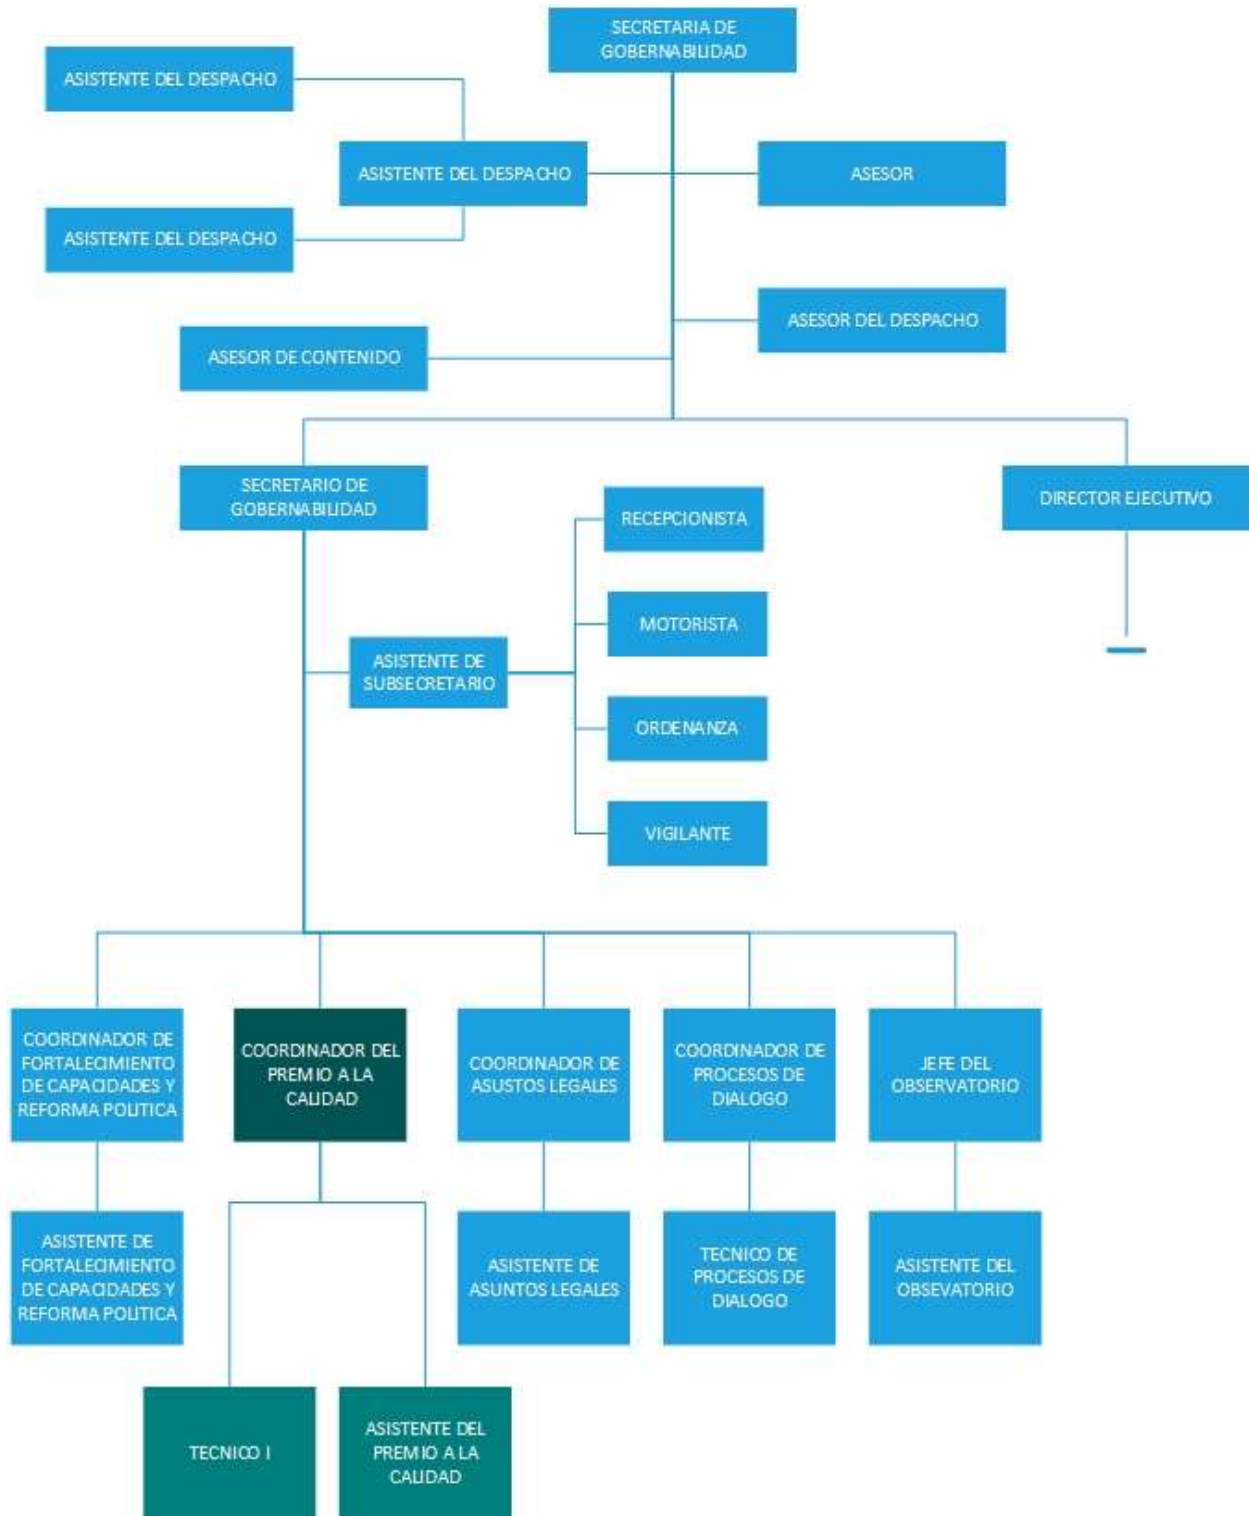 SECRETARIA DE
GOBERNABILIDAD
ASISTENTE DEL DESPACHO
ASISTENTE DEL DESPACHO
ASESOR
ASISTENTE DEL DESPACHO
ASESOR DEL DESPACHO
ASESOR DE CONTENIDO
SECRETARIO DE
GOBERNABILIDAD
DIRECTOR EJECUTIVO
RECEPCIONISTA
MOTORISTA
ASISTENTE DE
SUBSECRETARIO
ORDENANZA
VIGILANTE
COORDINADOR DE
FORTALECIMIENTO
DE CAPACIDADES Y
REFORMA POLITICA
COORDINADOR DEL
PREMIO A LA
CALIDAD
COORDINADOR DE
ASUSTOS LEGALES
COORDINADOR DE
PROCESOS DE
DIALOGO
JEFE DEL
OBSERVATORIO
ASISTENTE DE
FORTALECIMIENTO
DE CAPACIDADES Y
REFORMA POLITICA
ASISTENTE DE
ASUNTOS LEGALES
TECNICO DE
PROCESOS DE
DIALOGO
ASISTENTE DEL
OBSEVATORIO
TECNICO I
ASISTENTE DEL
PREMIO A LA
CALIDAD